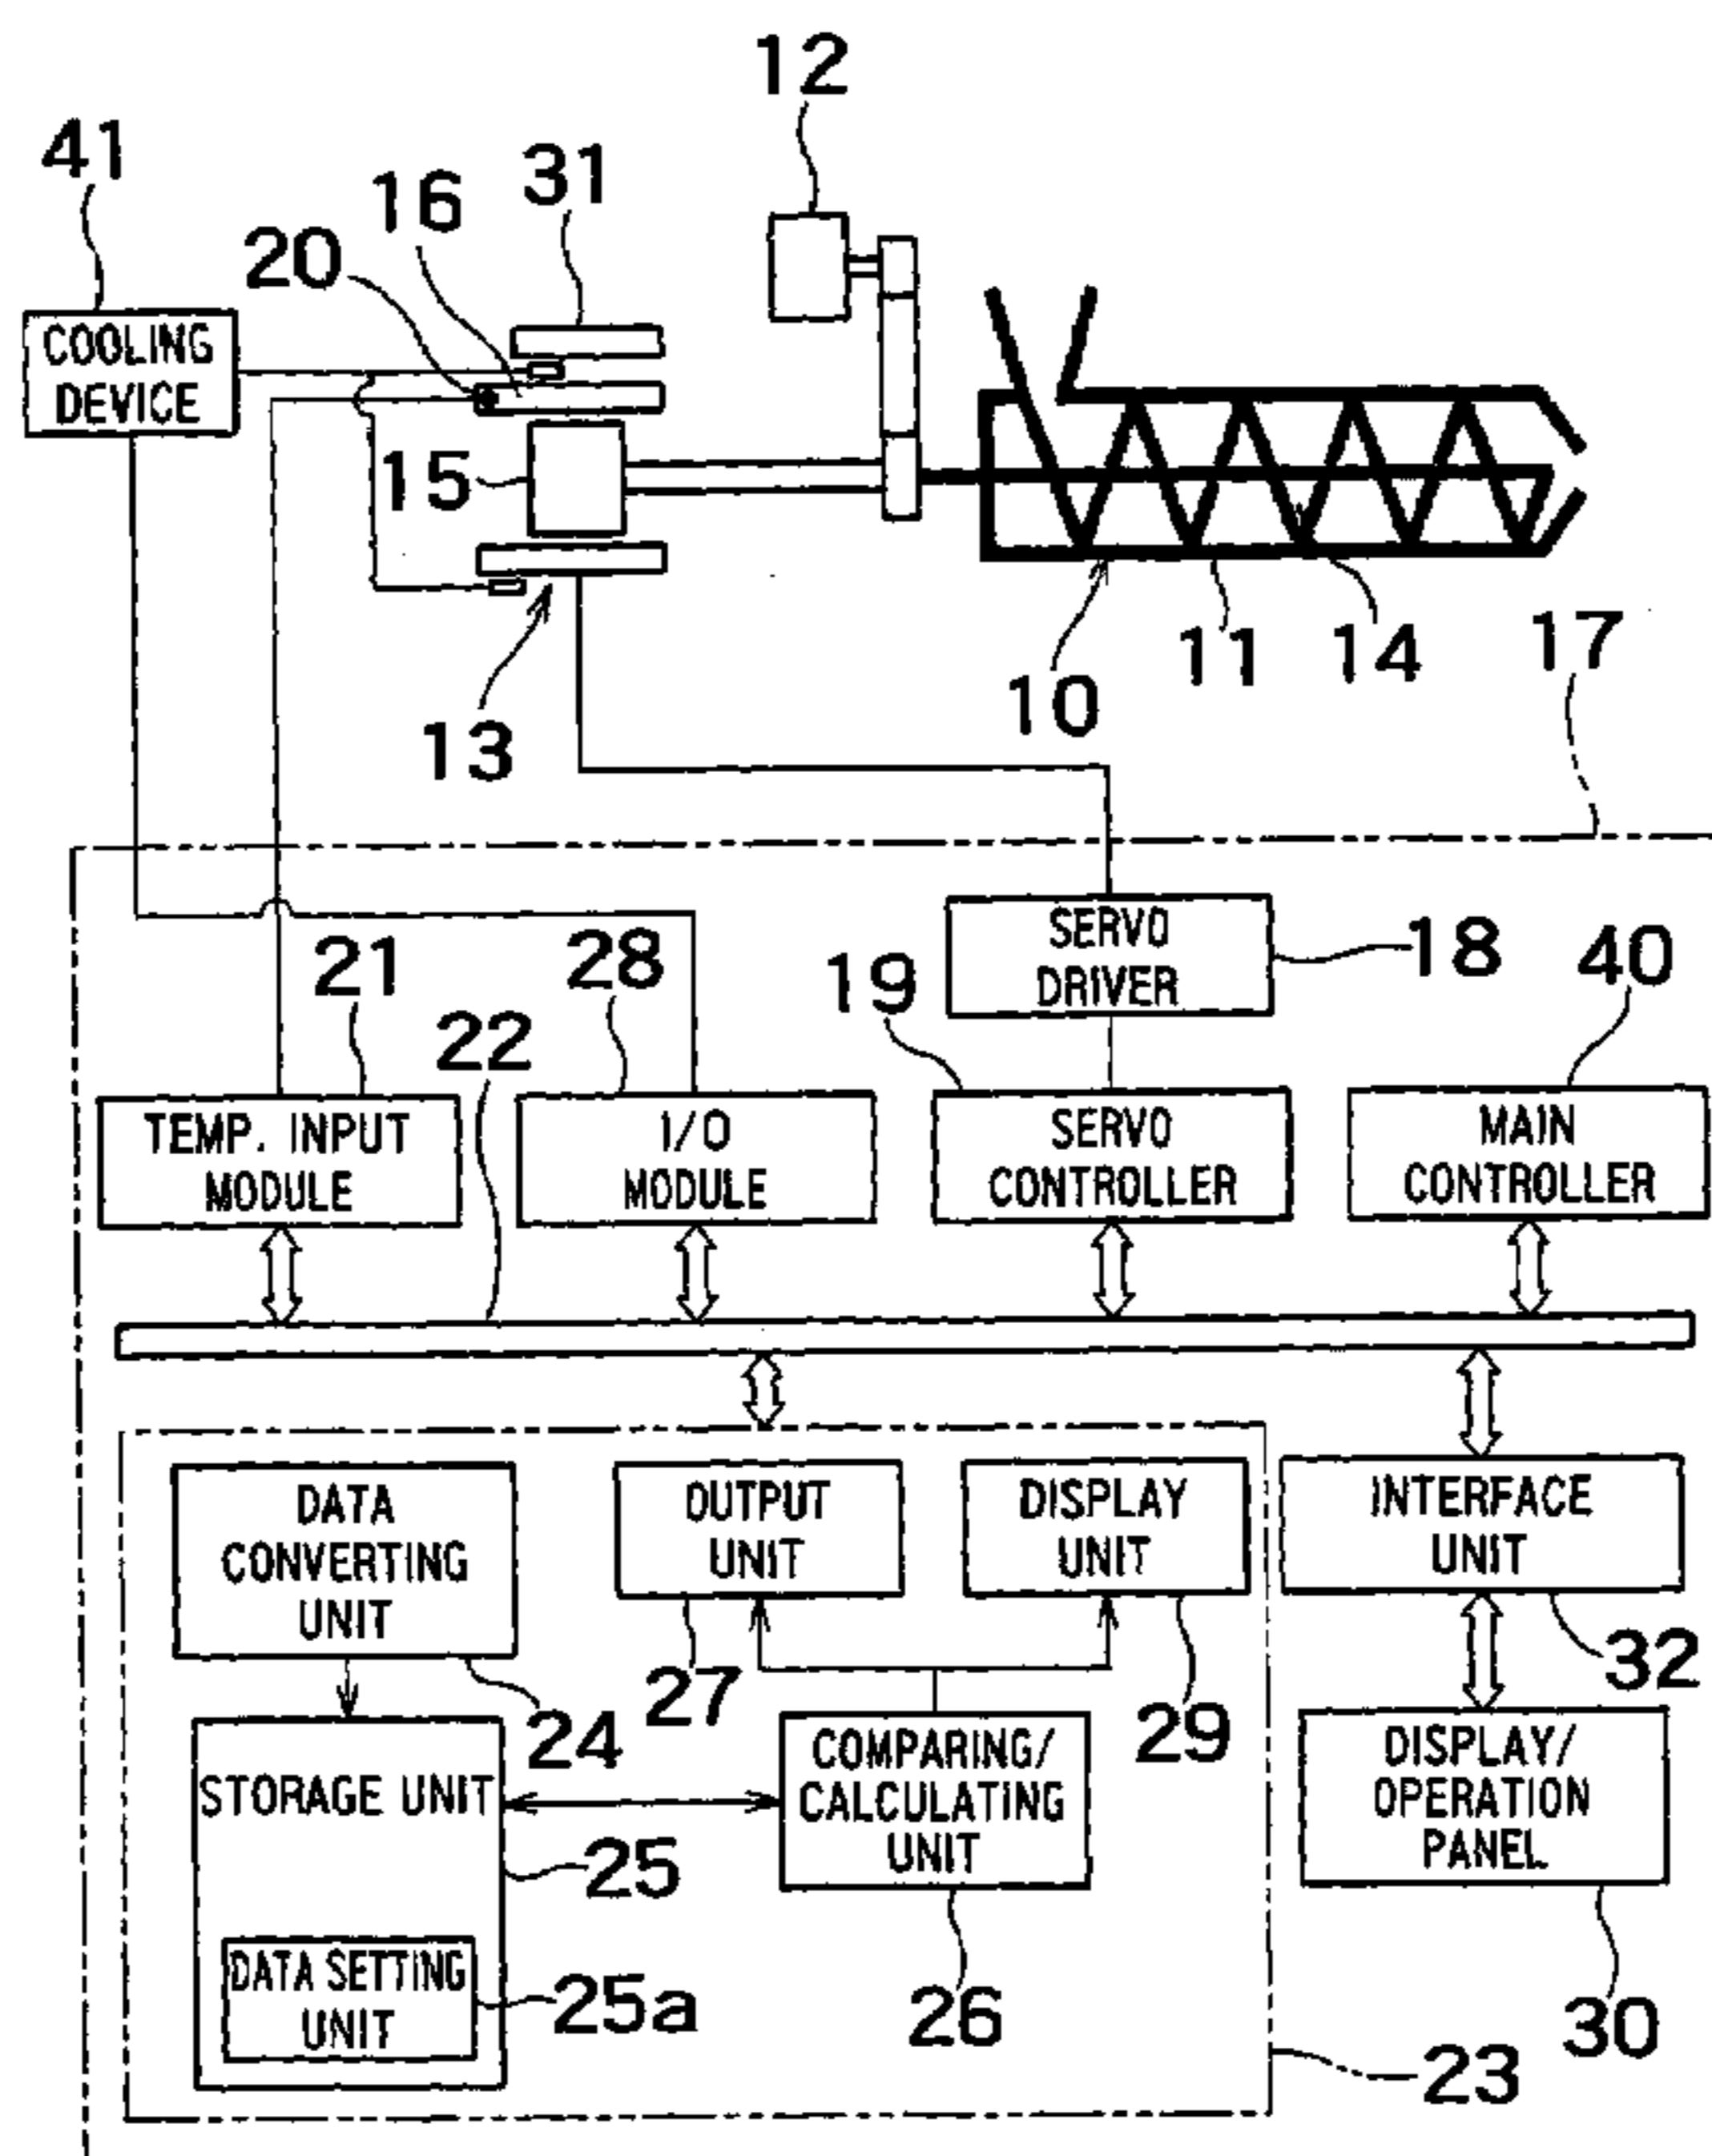 12
41
31
16
20
COOLING
DEVICE
15
17
11
14
10
13
SERVO
DRIVER
18
40
28
21
19
22
TEMP. INPUT
MODULE
I/O
MODULE
SERVO
CONTROLLER
MAIN
CONTROLLER
DATA
CONVERTING
UNIT
OUTPUT
UNIT
DISPLAY
UNIT
INTERFACE
UNIT
32
27
29
24
STORAGE UNIT
COMPARING/
CALCULATING
UNIT
DISPLAY/
OPERATION
PANEL
25
DATA SETTING
UNIT
25a
26
30
23